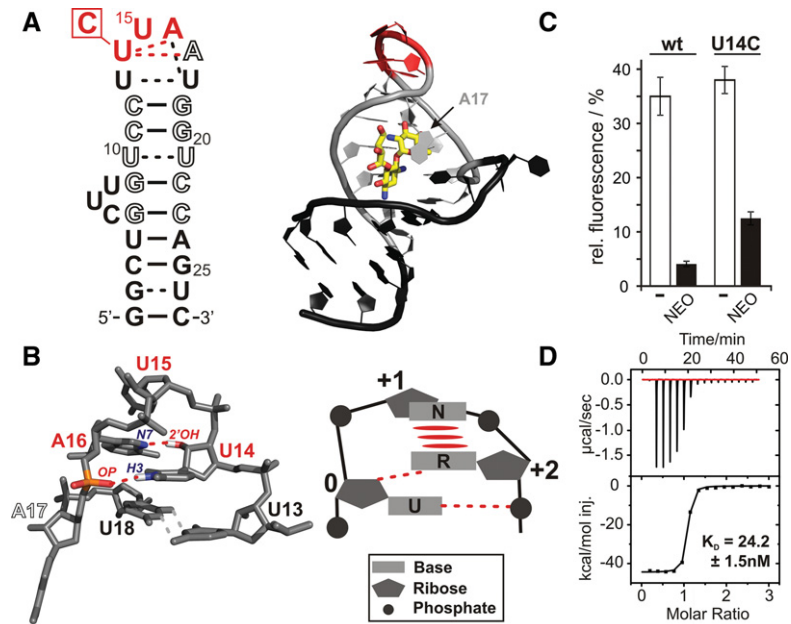 A
C
15
U
A
U
A
U
U
C
G
C
G
20
10
U
U
U
G
C
U
C
G
C
U
A
C
G
25
G
U
5'-
G
C
-3'
A17
C
wt
U14C
rel. fluorescence / %
40
30
20
10
0
-
NEO
-
NEO
B
U15
A16
N7
2'OH
U14
OP
H3
A17
U18
U13
+1
N
R
+2
0
U
Base
Ribose
Phosphate
D
Time/min
0
20
40
60
µcal/sec
0.0
-0.5
-1.0
-1.5
kcal/mol inj.
0
-20
-40
K_D = 24.2
± 1.5nM
0
1
2
3
Molar Ratio